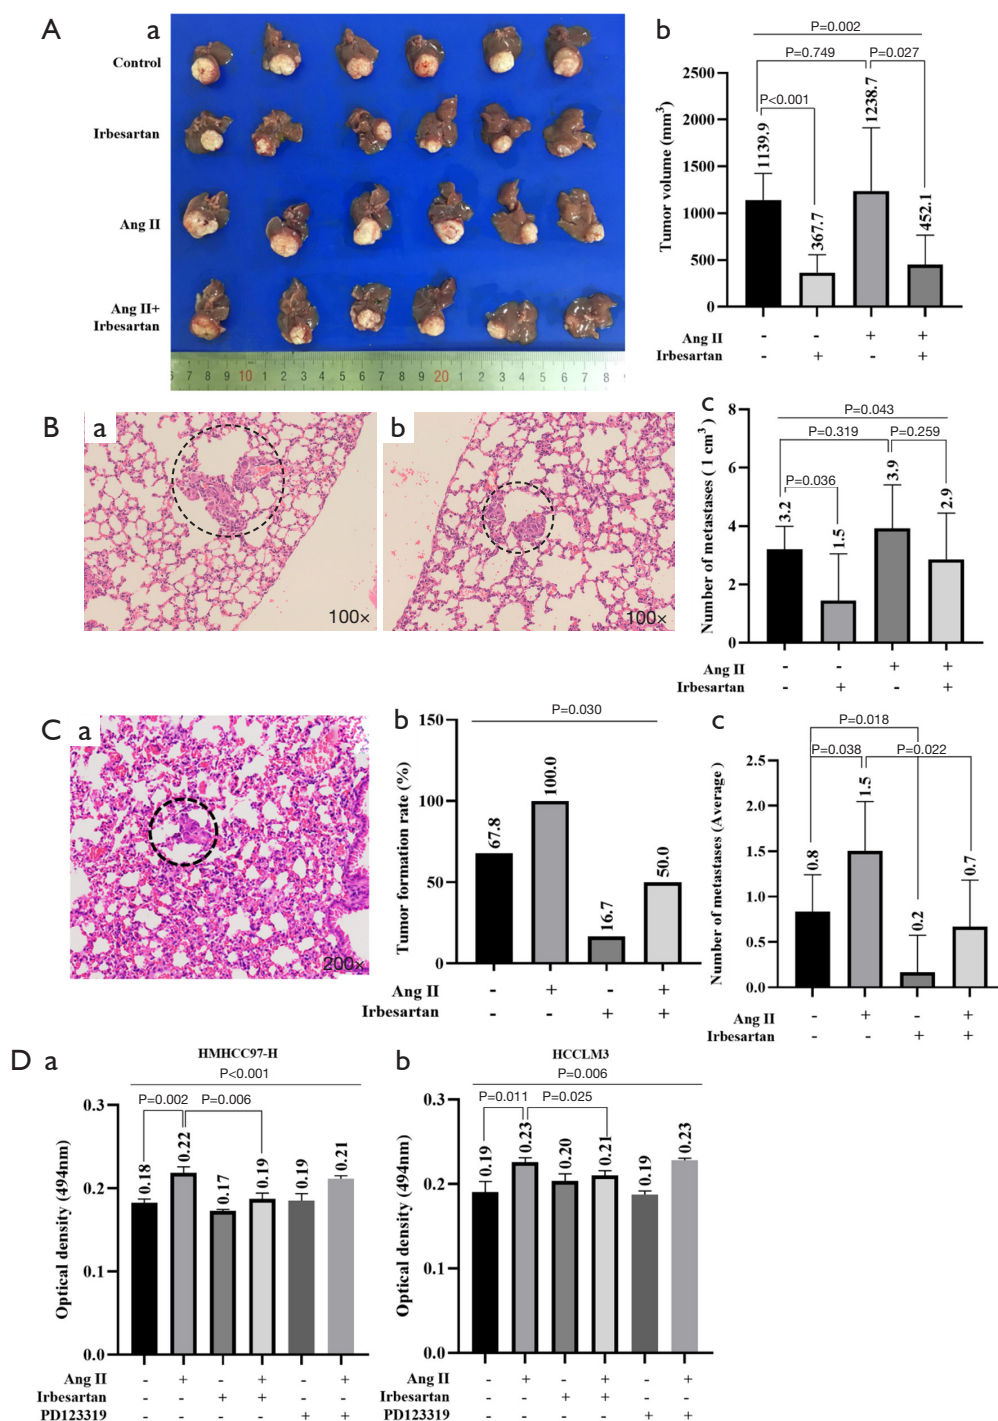 A
a
Control
Irbesartan
Ang II
Ang II+
Irbesartan
6 7 8 9 10 1 2 3 4 5 6 7 8 9 20 1 2 3 4 5 6 7 8
b
P=0.002
P=0.749
P=0.027
P<0.001
2500
2000
1500
1000
500
0
Tumor volume (mm³)
1139.9
367.7
1238.7
452.1
Ang II - - + +
Irbesartan - + - +
B
a
100×
b
100×
c
P=0.043
P=0.319
P=0.259
P=0.036
8
6
4
2
0
Number of metastases ( 1 cm³ )
3.2
1.5
3.9
2.9
Ang II - - + +
Irbesartan - + - +
C
a
200×
b
P=0.030
150
100
50
0
Tumor formation rate (%)
67.8
100.0
16.7
50.0
Ang II - + - +
Irbesartan - - + +
c
P=0.018
P=0.038
P=0.022
2.5
2.0
1.5
1.0
0.5
0.0
Number of metastases (Average )
0.8
1.5
0.2
0.7
Ang II - + - +
Irbesartan - - + +
D
a
HMHCC97-H
P<0.001
P=0.002
P=0.006
0.3
0.2
0.1
0.0
Optical density (494nm)
0.18
0.22
0.17
0.19
0.19
0.21
Ang II - + - + - +
Irbesartan - - + + - -
PD123319 - - - - + +
b
HCCLM3
P=0.006
P=0.011
P=0.025
0.3
0.2
0.1
0.0
Optical density (494nm)
0.19
0.23
0.20
0.21
0.19
0.23
Ang II - + - + - +
Irbesartan - - + + - -
PD123319 - - - - + +